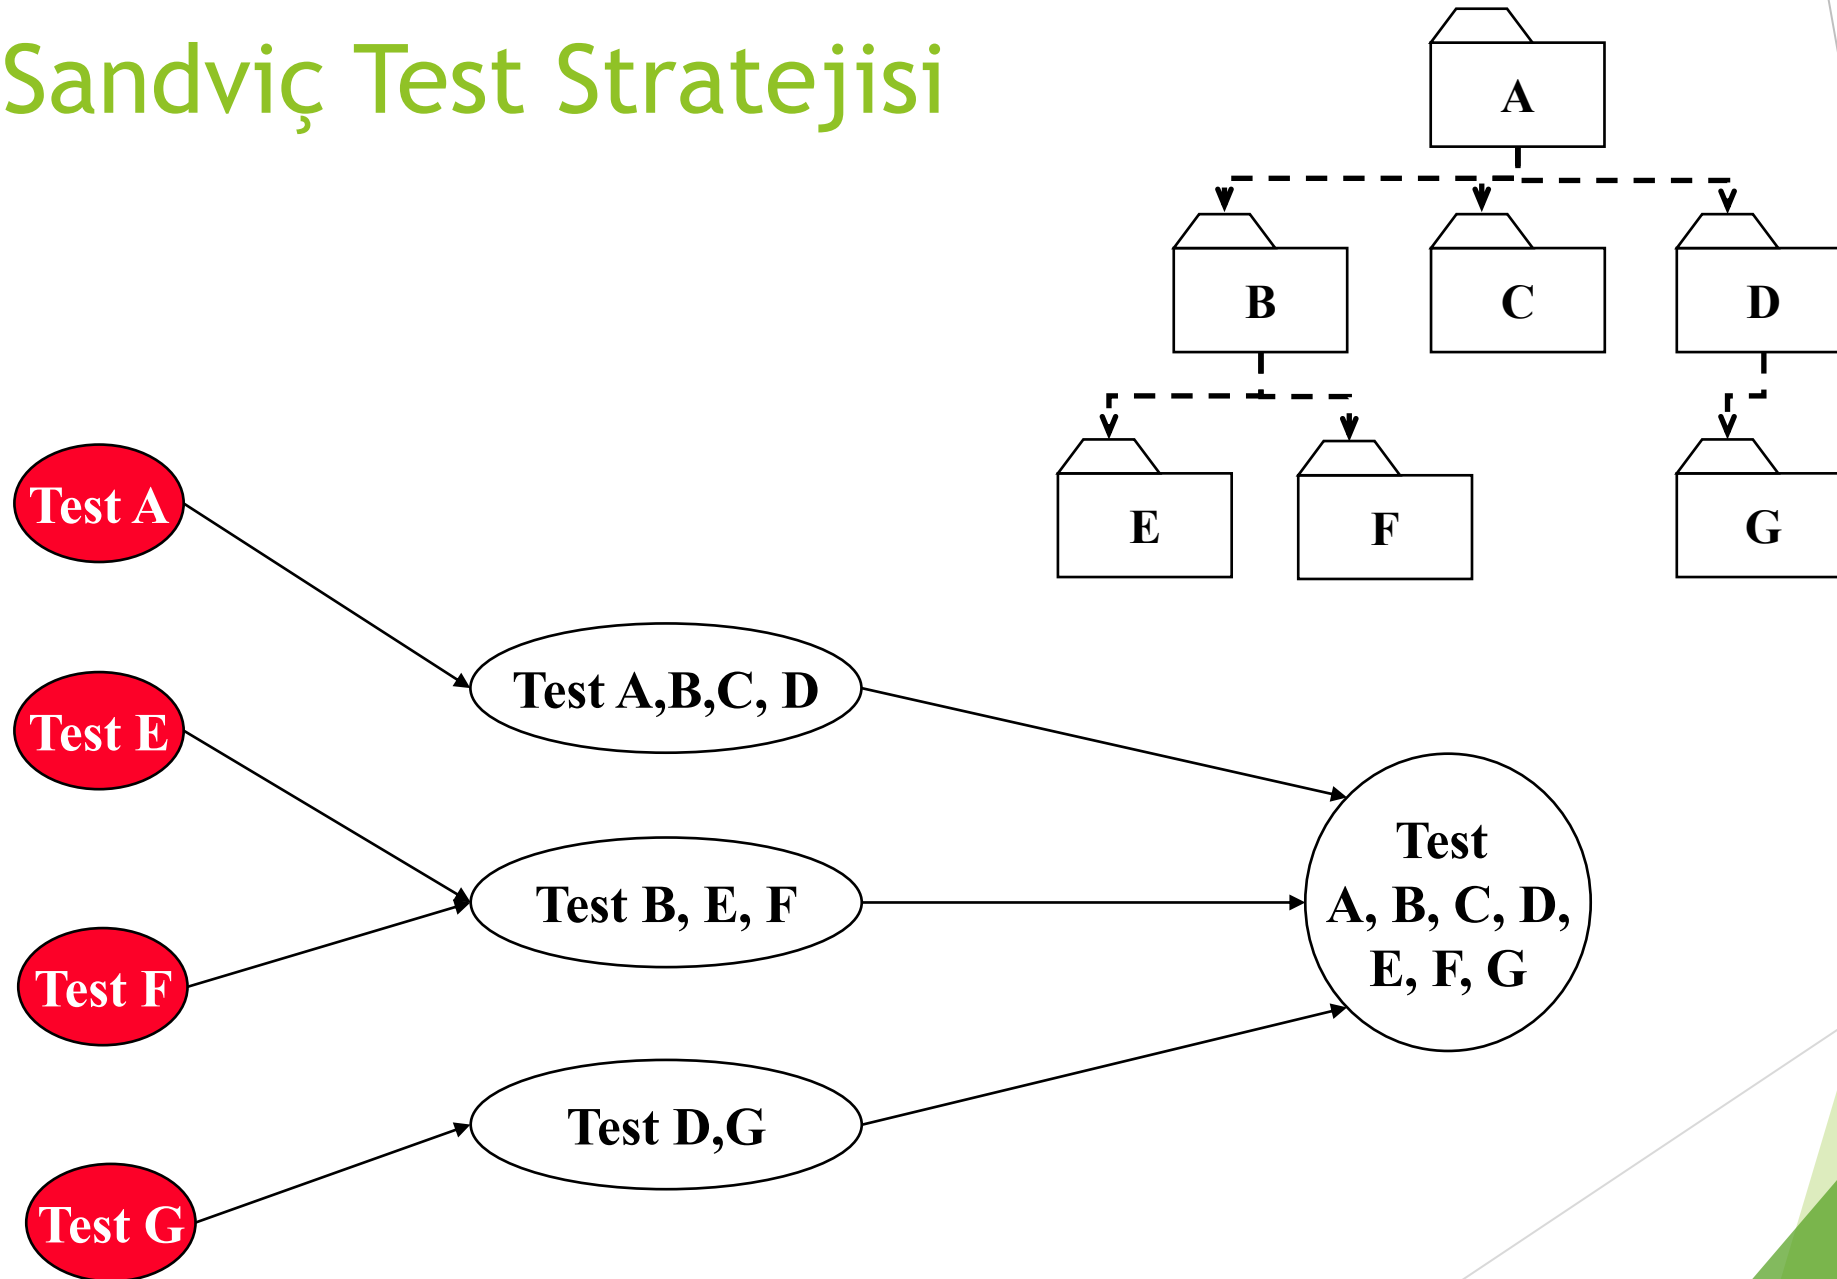 Sandviç Test Stratejisi
A
B
C
D
E
F
G
Test A
Test E
Test F
Test G
Test A,B,C, D
Test B, E, F
Test D,G
Test
A, B, C, D,
E, F, G